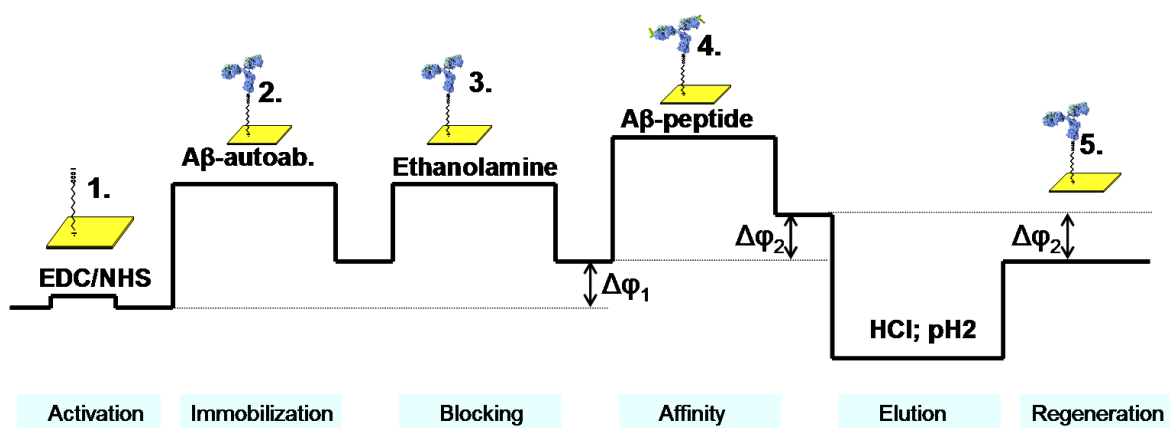 1.
EDC/NHS
2.
Aβ-autoab.
3.
Ethanolamine
4.
Aβ-peptide
5.
Δφ1
Δφ2
Δφ2
HCl; pH2
Activation Immobilization Blocking Affinity Elution Regeneration